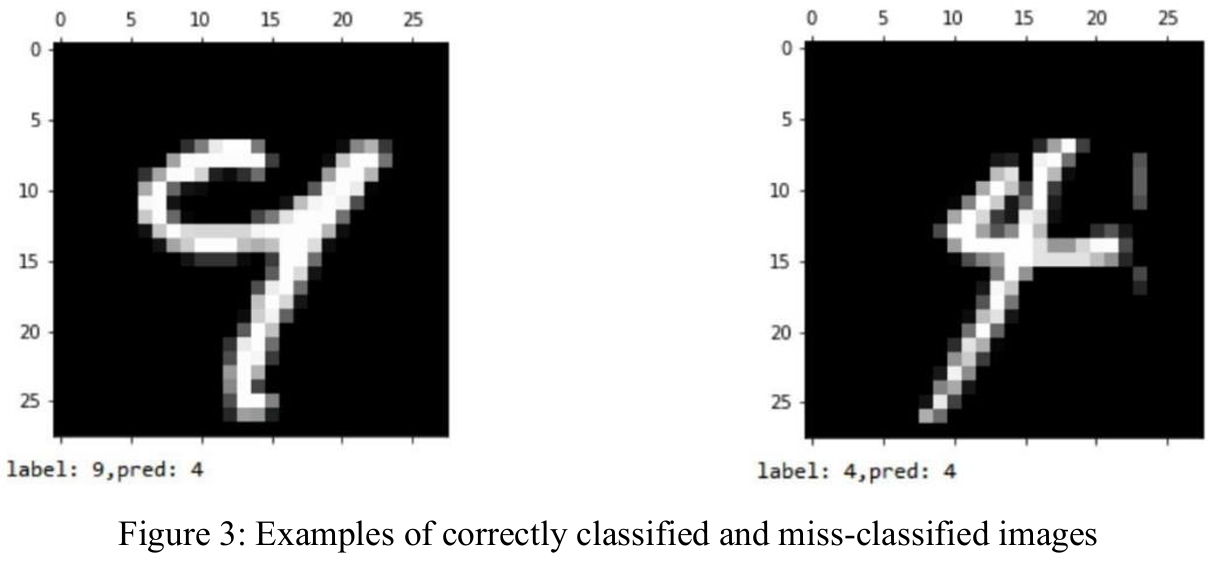 0 5 10 15 20 25
0
5
10
15
20
25
9
label: 9,pred: 4
0 5 10 15 20 25
0
5
10
15
20
25
4
label: 4,pred: 4
Figure 3: Examples of correctly classified and miss-classified images